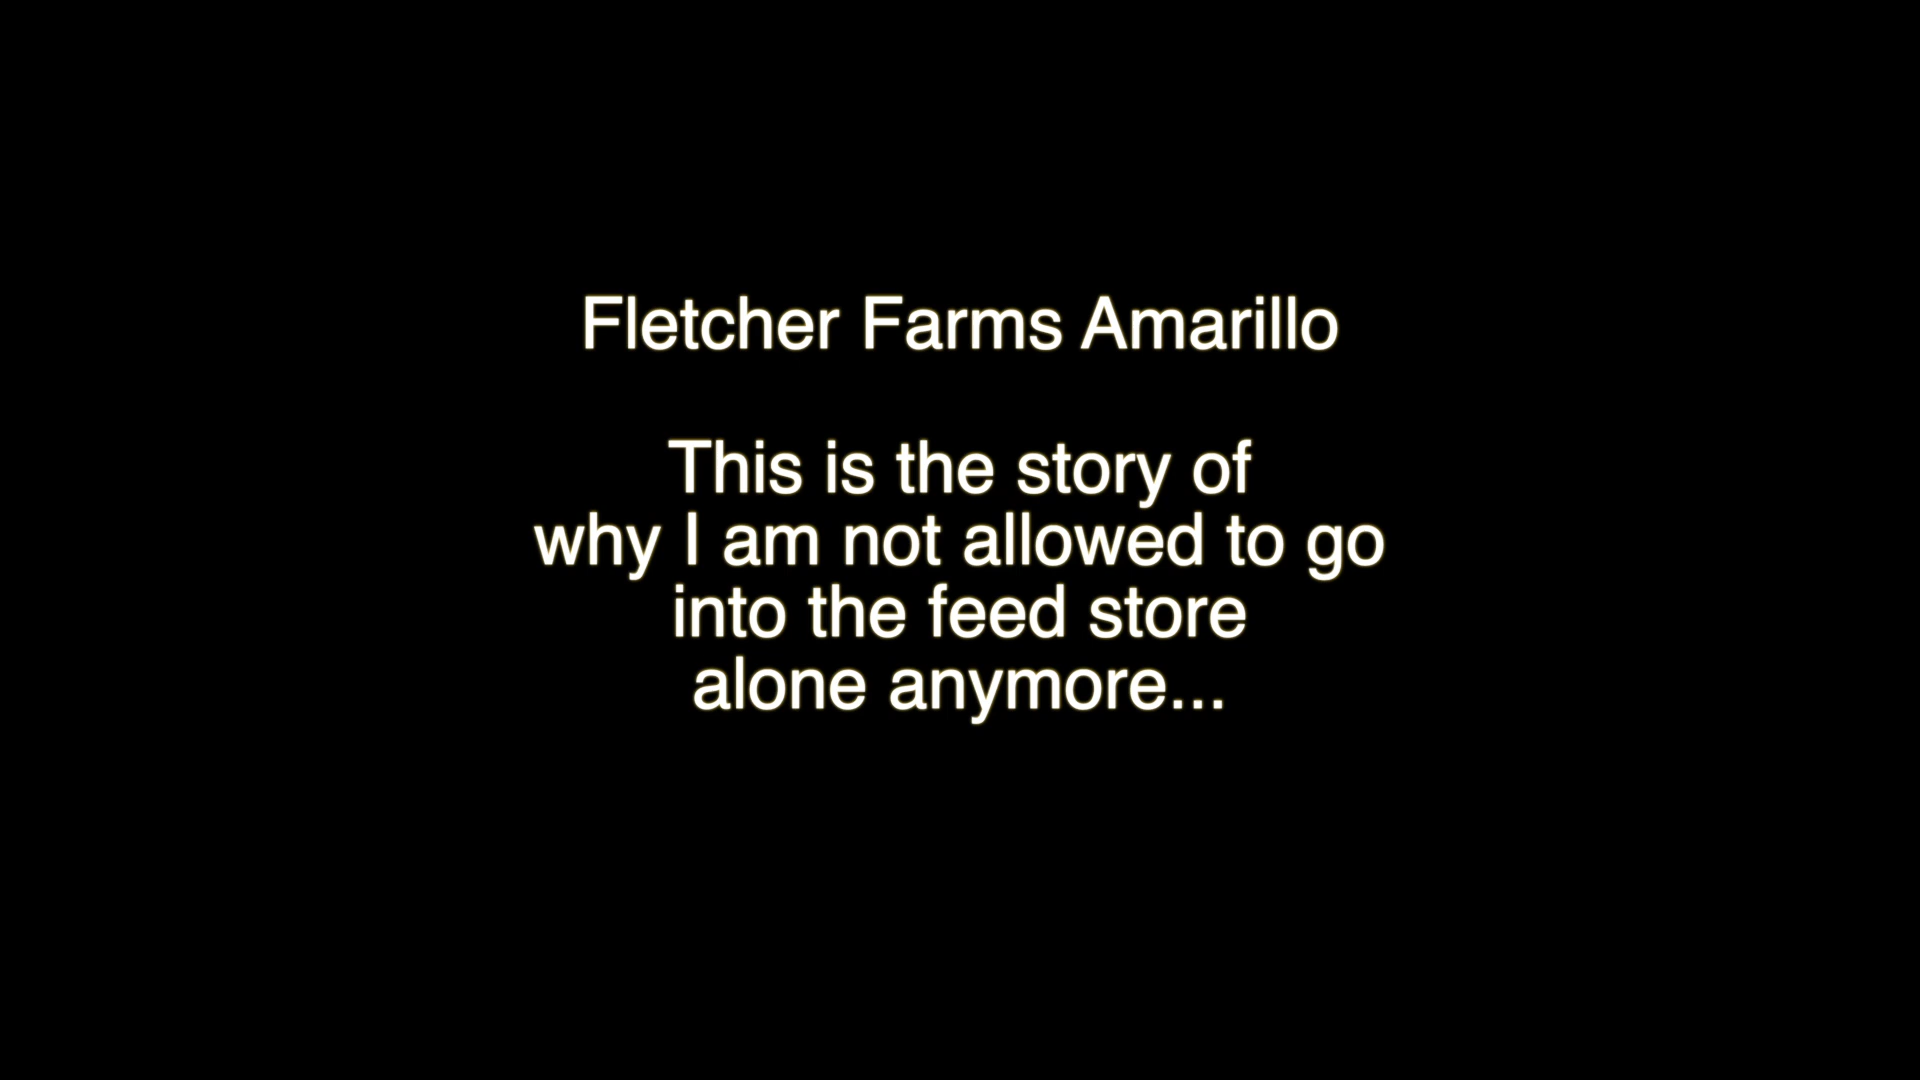 Fletcher Farms Amarillo
This is the story of
why I am not allowed to go
into the feed store
alone anymore...